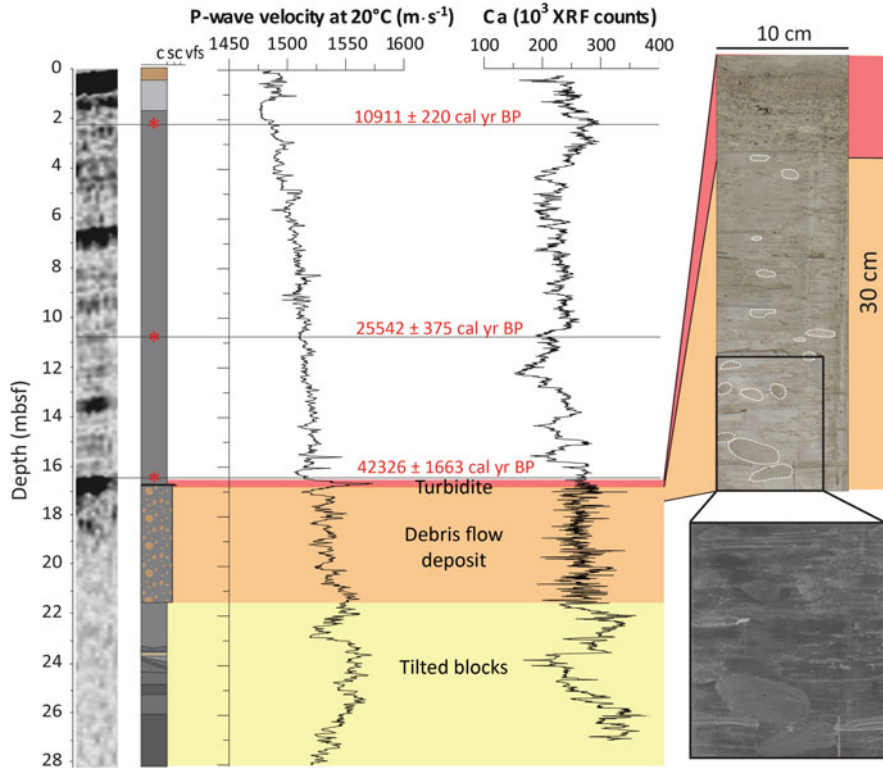 P-wave velocity at 20°C (m·s⁻¹)
Ca (10³ XRF counts)
c sc vfs
1450 1500 1550 1600
100 200 300 400
10 cm
0
2
4
6
8
10
12
14
16
18
20
22
24
26
28
Depth (mbsf)
* 10911 ± 220 cal yr BP
* 25542 ± 375 cal yr BP
* 42326 ± 1663 cal yr BP
Turbidite
Debris flow
deposit
Tilted blocks
30 cm